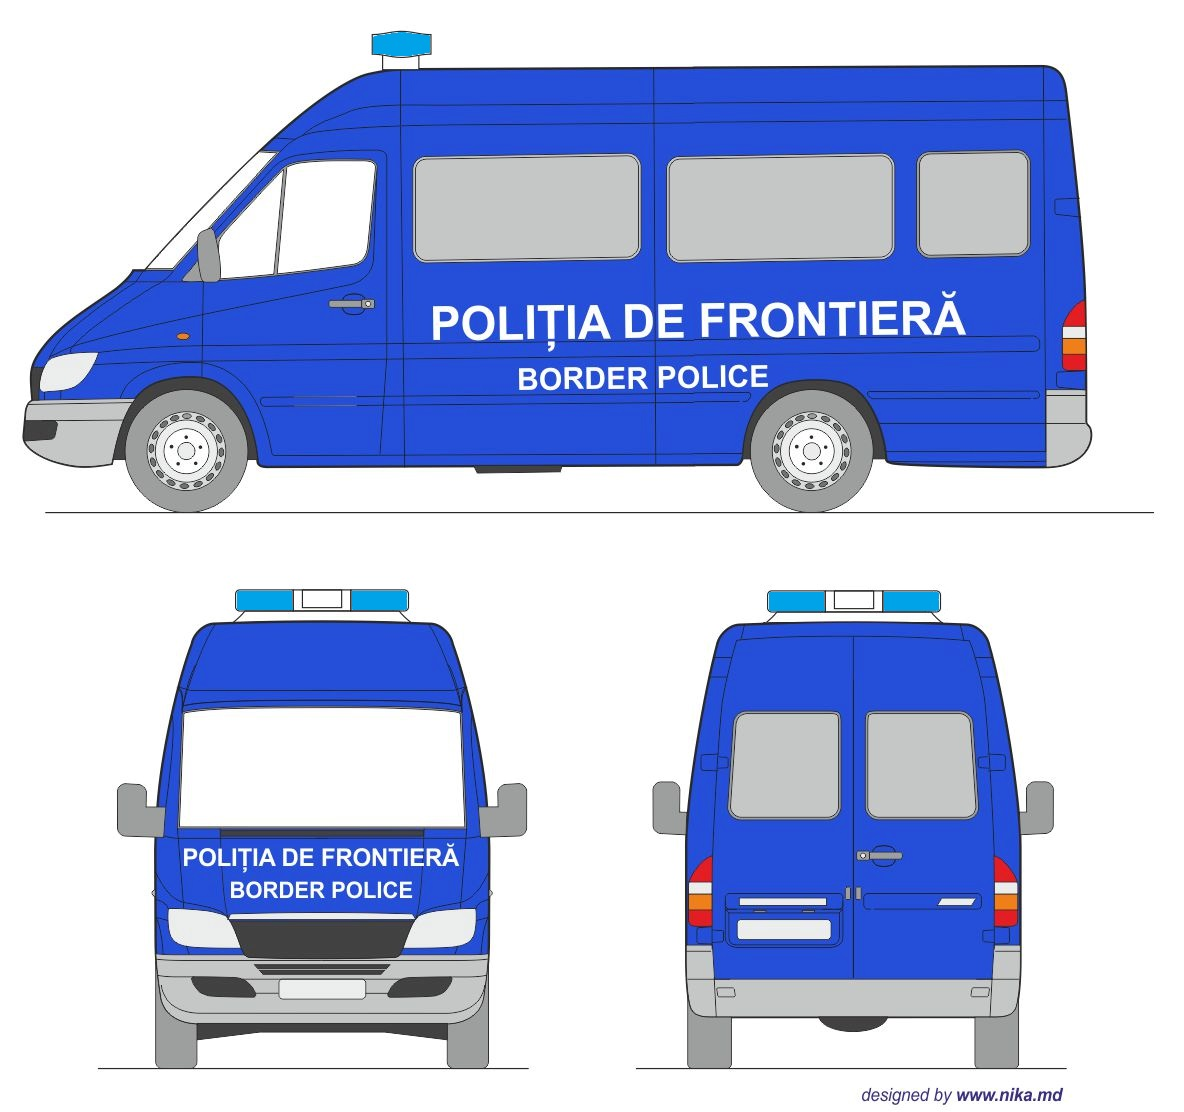 POLIȚIA DE FRONTIERĂ
BORDER POLICE
POLIȚIA DE FRONTIERĂ
BORDER POLICE
designed by www.nika.md